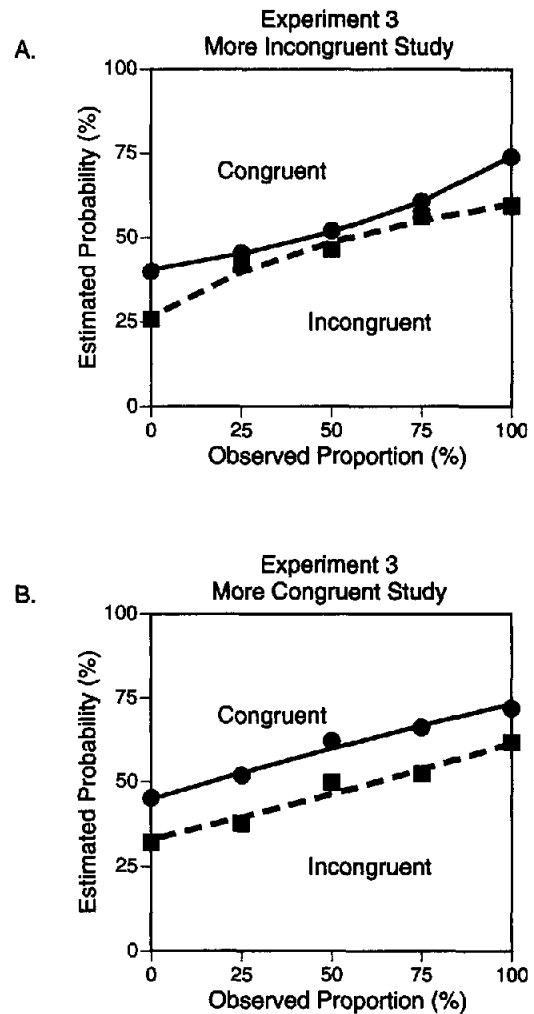 A.
Experiment 3
More Incongruent Study
Estimated Probability (%)
100
75
50
25
0
Congruent
Incongruent
0 25 50 75 100
Observed Proportion (%)
B.
Experiment 3
More Congruent Study
Estimated Probability (%)
100
75
50
25
0
Congruent
Incongruent
0 25 50 75 100
Observed Proportion (%)